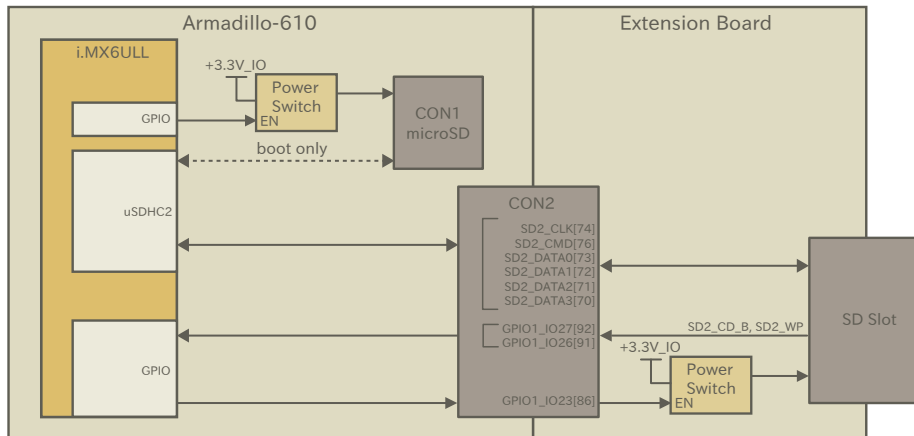 Armadillo-610
Extension Board
i.MX6ULL
+3.3V_IO
Power
Switch
EN
GPIO
CON1
microSD
boot only
uSDHC2
CON2
SD2_CLK[74]
SD2_CMD[76]
SD2_DATA0[73]
SD2_DATA1[72]
SD2_DATA2[71]
SD2_DATA3[70]
SD Slot
GPIO1_IO27[92]
GPIO1_IO26[91]
SD2_CD_B, SD2_WP
+3.3V_IO
Power
Switch
EN
GPIO
GPIO1_IO23[86]